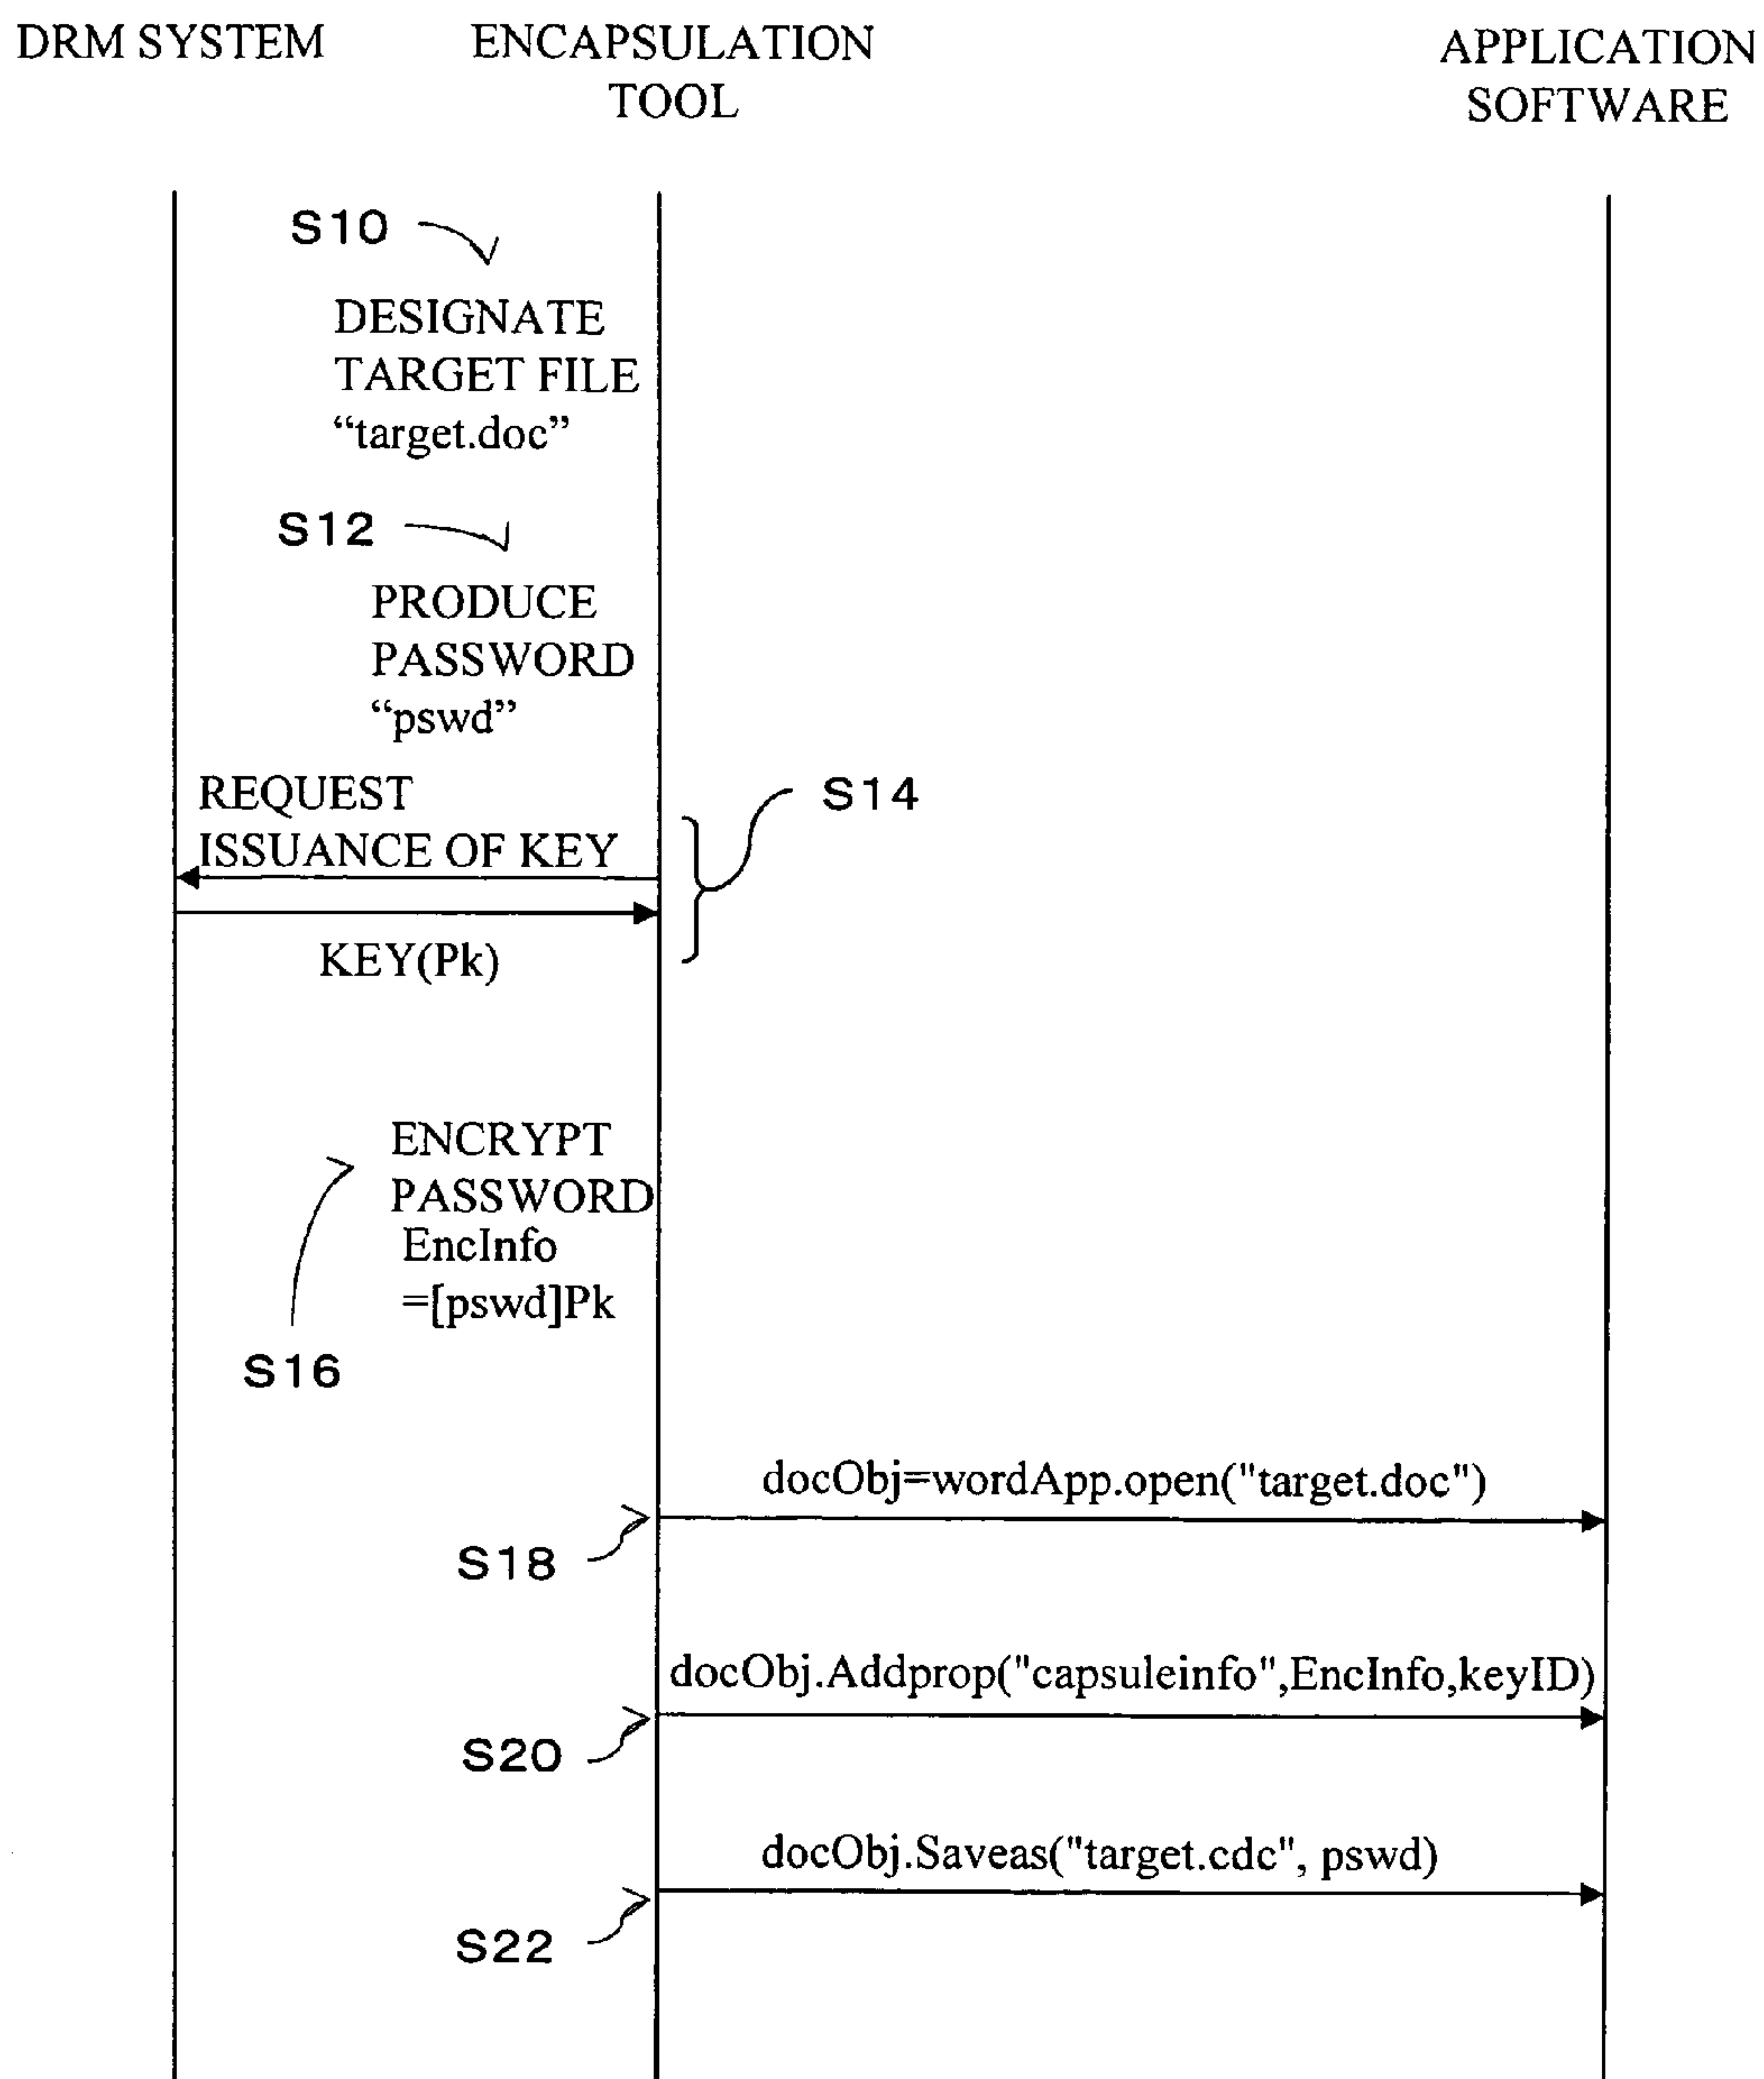 DRM SYSTEM
ENCAPSULATION
TOOL
APPLICATION
SOFTWARE
S10
DESIGNATE
TARGET FILE
“target.doc”
S12
PRODUCE
PASSWORD
“pswd”
REQUEST
ISSUANCE OF KEY
S14
KEY(Pk)
ENCRYPT
PASSWORD
EncInfo
=[pswd]Pk
S16
docObj=wordApp.open("target.doc")
S18
docObj.Addprop("capsuleinfo",EncInfo,keyID)
S20
docObj.Saveas("target.cdc", pswd)
S22